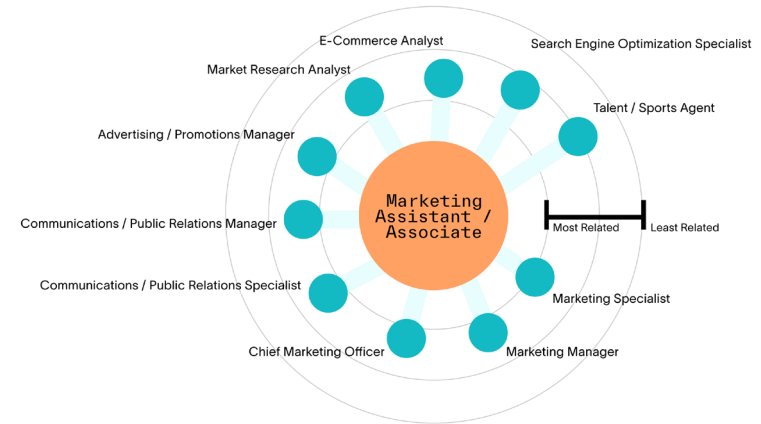 E-Commerce Analyst
Search Engine Optimization Specialist
Market Research Analyst
Talent / Sports Agent
Advertising / Promotions Manager
Marketing
Assistant /
Associate
Communications / Public Relations Manager
Most Related
Least Related
Communications / Public Relations Specialist
Marketing Specialist
Chief Marketing Officer
Marketing Manager